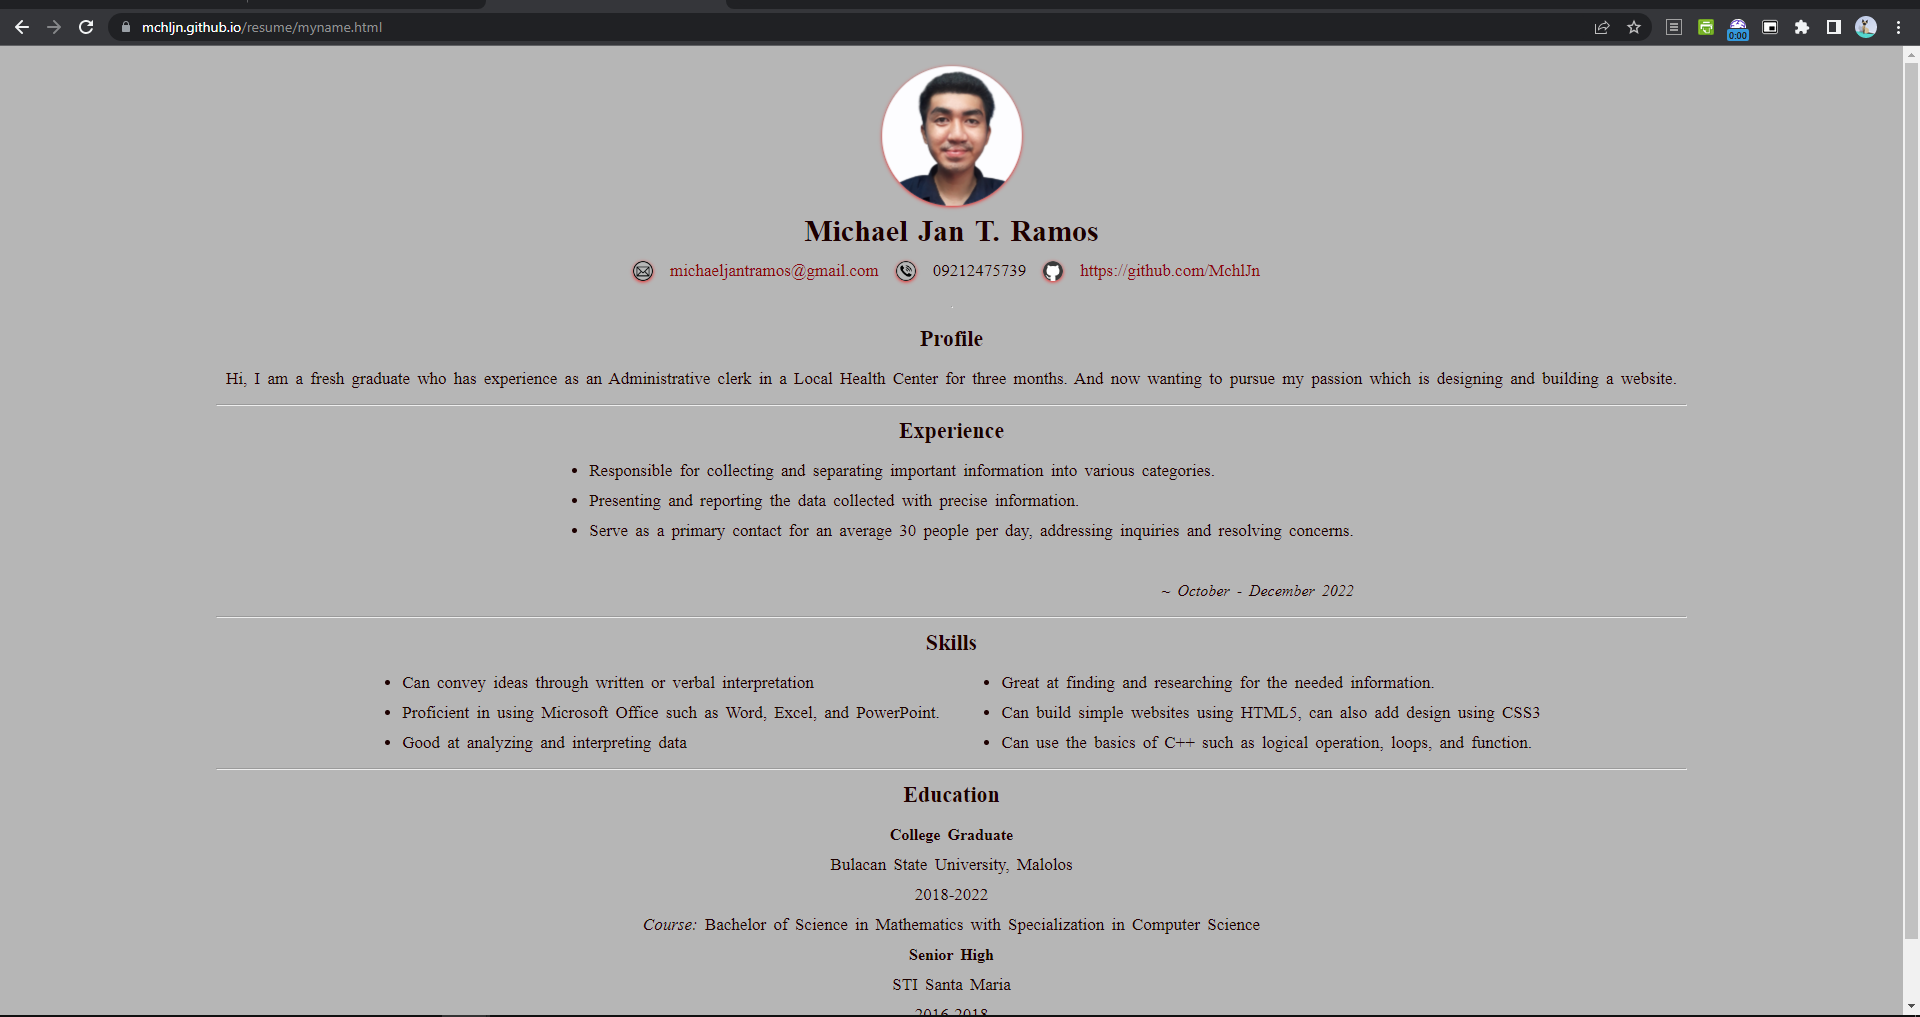 mchljn.github.io/resume/myname.html
0:00
Michael Jan T. Ramos
michaeljantramos@gmail.com 09212475739 https://github.com/MchlJn
Profile
Hi, I am a fresh graduate who has experience as an Administrative clerk in a Local Health Center for three months. And now wanting to pursue my passion which is designing and building a website.
Experience
• Responsible for collecting and separating important information into various categories.
• Presenting and reporting the data collected with precise information.
• Serve as a primary contact for an average 30 people per day, addressing inquiries and resolving concerns.
~ October - December 2022
Skills
• Can convey ideas through written or verbal interpretation
• Proficient in using Microsoft Office such as Word, Excel, and PowerPoint.
• Good at analyzing and interpreting data
• Great at finding and researching for the needed information.
• Can build simple websites using HTML5, can also add design using CSS3
• Can use the basics of C++ such as logical operation, loops, and function.
Education
College Graduate
Bulacan State University, Malolos
2018-2022
Course: Bachelor of Science in Mathematics with Specialization in Computer Science
Senior High
STI Santa Maria
2016-2018